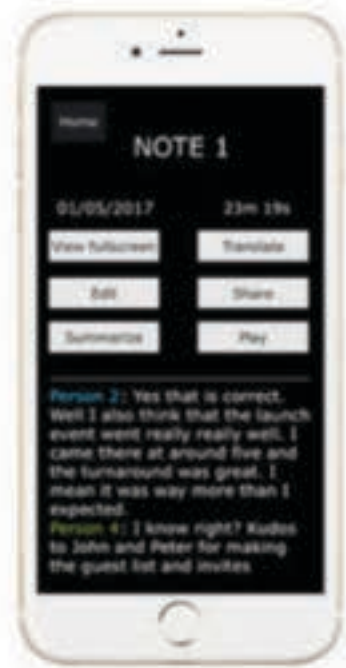 Home
NOTE 1
01/05/2017 23m 19s
View fullscreen Translate
Edit Share
Summarize Play
Person 2: Yes that is correct.
Well I also think that the launch
event went really really well. I
came there at around five and
the turnaround was great. I
mean it was way more than I
expected.
Person 4: I know right? Kudos
to John and Peter for making
the guest list and invites